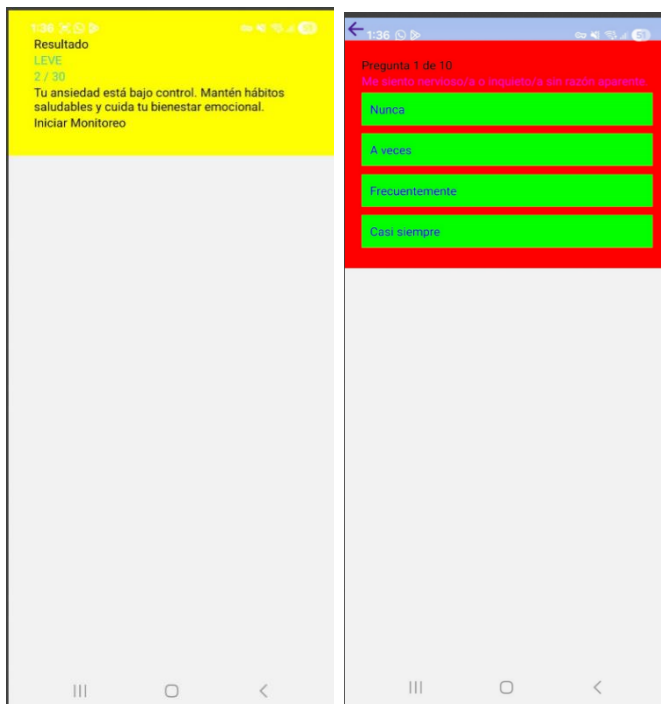 1:36
Resultado
LEVE
2 / 30
Tu ansiedad está bajo control. Mantén hábitos
saludables y cuida tu bienestar emocional.
Iniciar Monitoreo
1:36
Pregunta 1 de 10
Me siento nervioso/a o inquieto/a sin razón aparente.
Nunca
A veces
Frecuentemente
Casi siempre